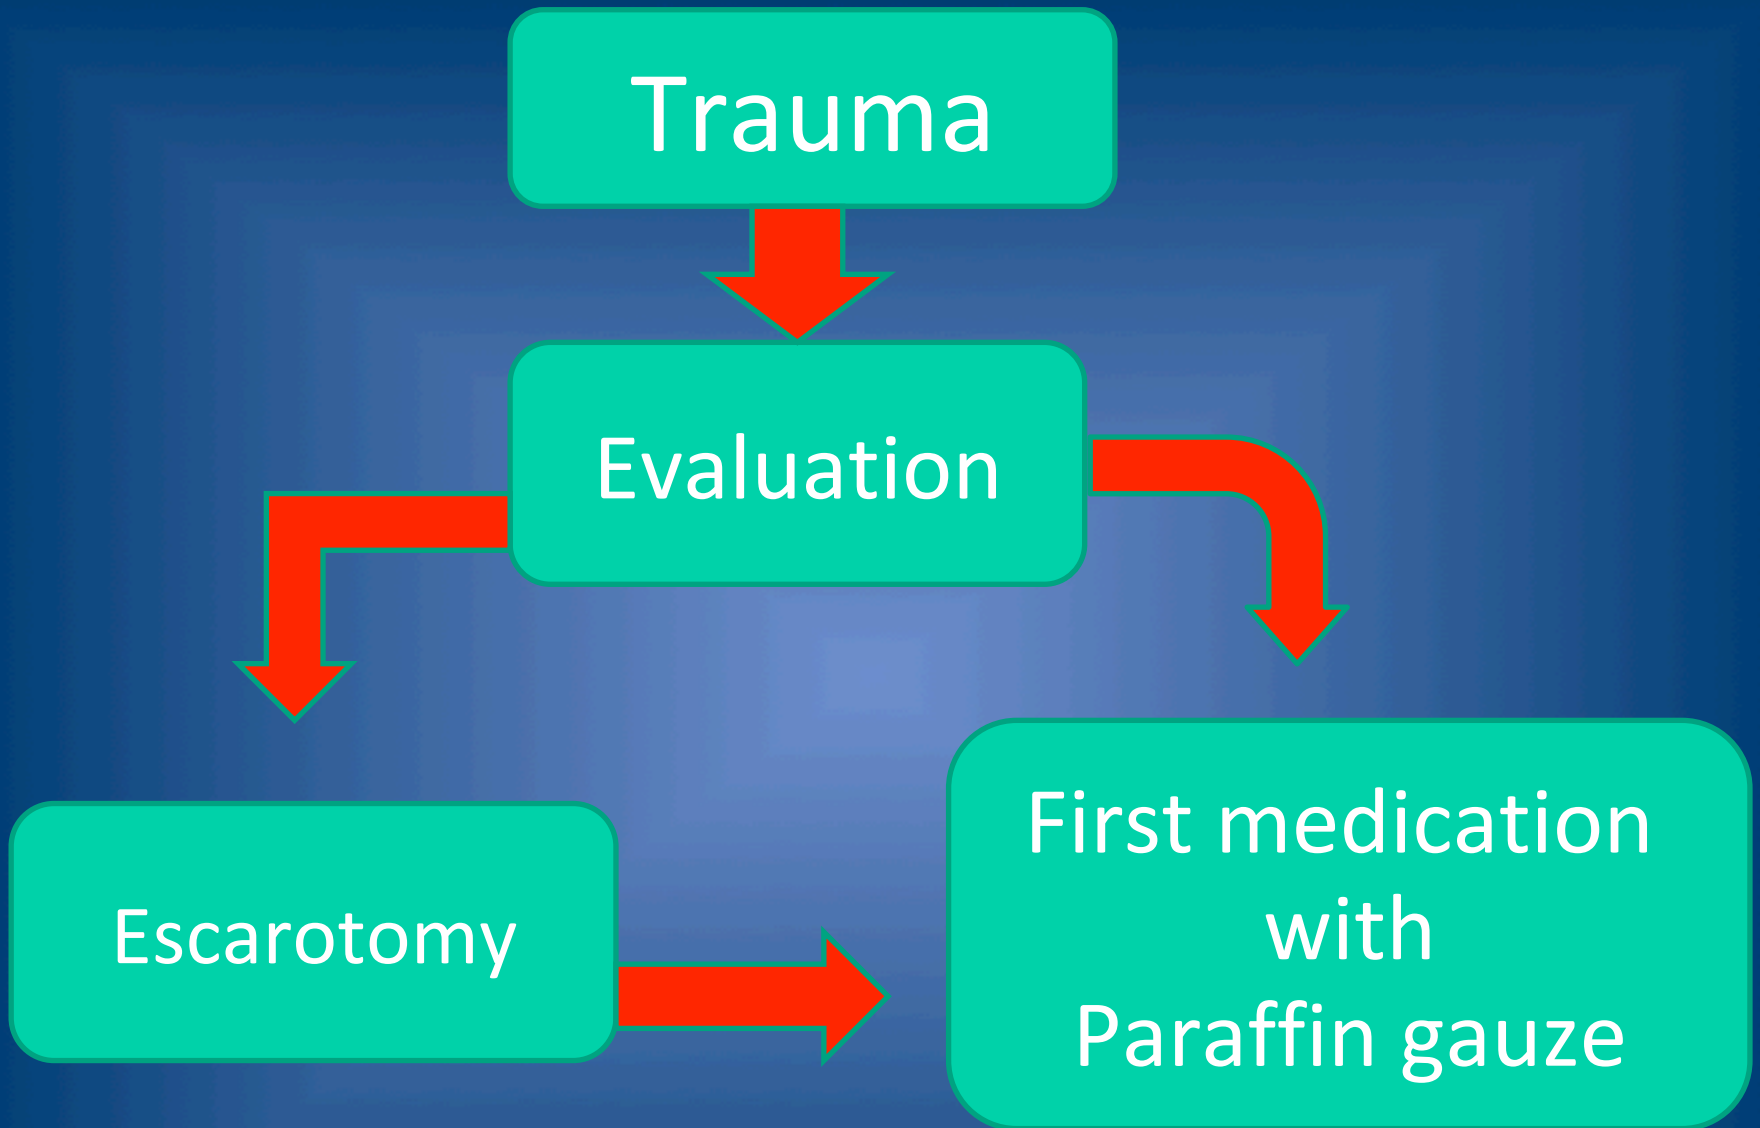 Trauma
Evaluation
Escarotomy
First medication
with
Paraffin gauze